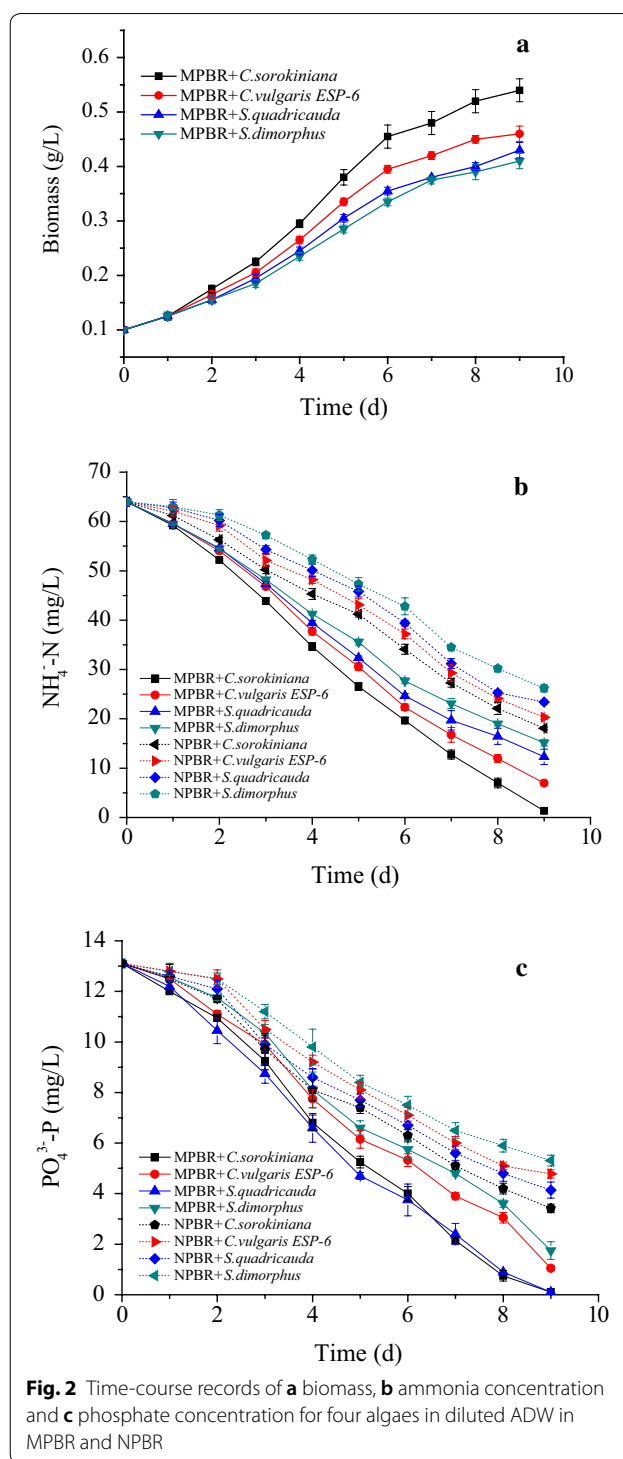 a
0.6
0.5
0.4
0.3
0.2
0.1
Biomass (g/L)
MPBR+C.sorokiniana
MPBR+C.vulgaris ESP-6
MPBR+S.quadricauda
MPBR+S.dimorphus
0 2 4 6 8 10
Time (d)
b
70
60
50
40
30
20
10
0
NH4-N (mg/L)
MPBR+C.sorokiniana
MPBR+C.vulgaris ESP-6
MPBR+S.quadricauda
MPBR+S.dimorphus
NPBR+C.sorokiniana
NPBR+C.vulgaris ESP-6
NPBR+S.quadricauda
NPBR+S.dimorphus
0 2 4 6 8 10
Time (d)
c
14
12
10
8
6
4
2
0
PO4³-P (mg/L)
MPBR+C.sorokiniana
MPBR+C.vulgaris ESP-6
MPBR+S.quadricauda
MPBR+S.dimorphus
NPBR+C.sorokiniana
NPBR+C.vulgaris ESP-6
NPBR+S.quadricauda
NPBR+S.dimorphus
0 2 4 6 8 10
Time (d)
Fig. 2 Time-course records of a biomass, b ammonia concentration
and c phosphate concentration for four algaes in diluted ADW in
MPBR and NPBR